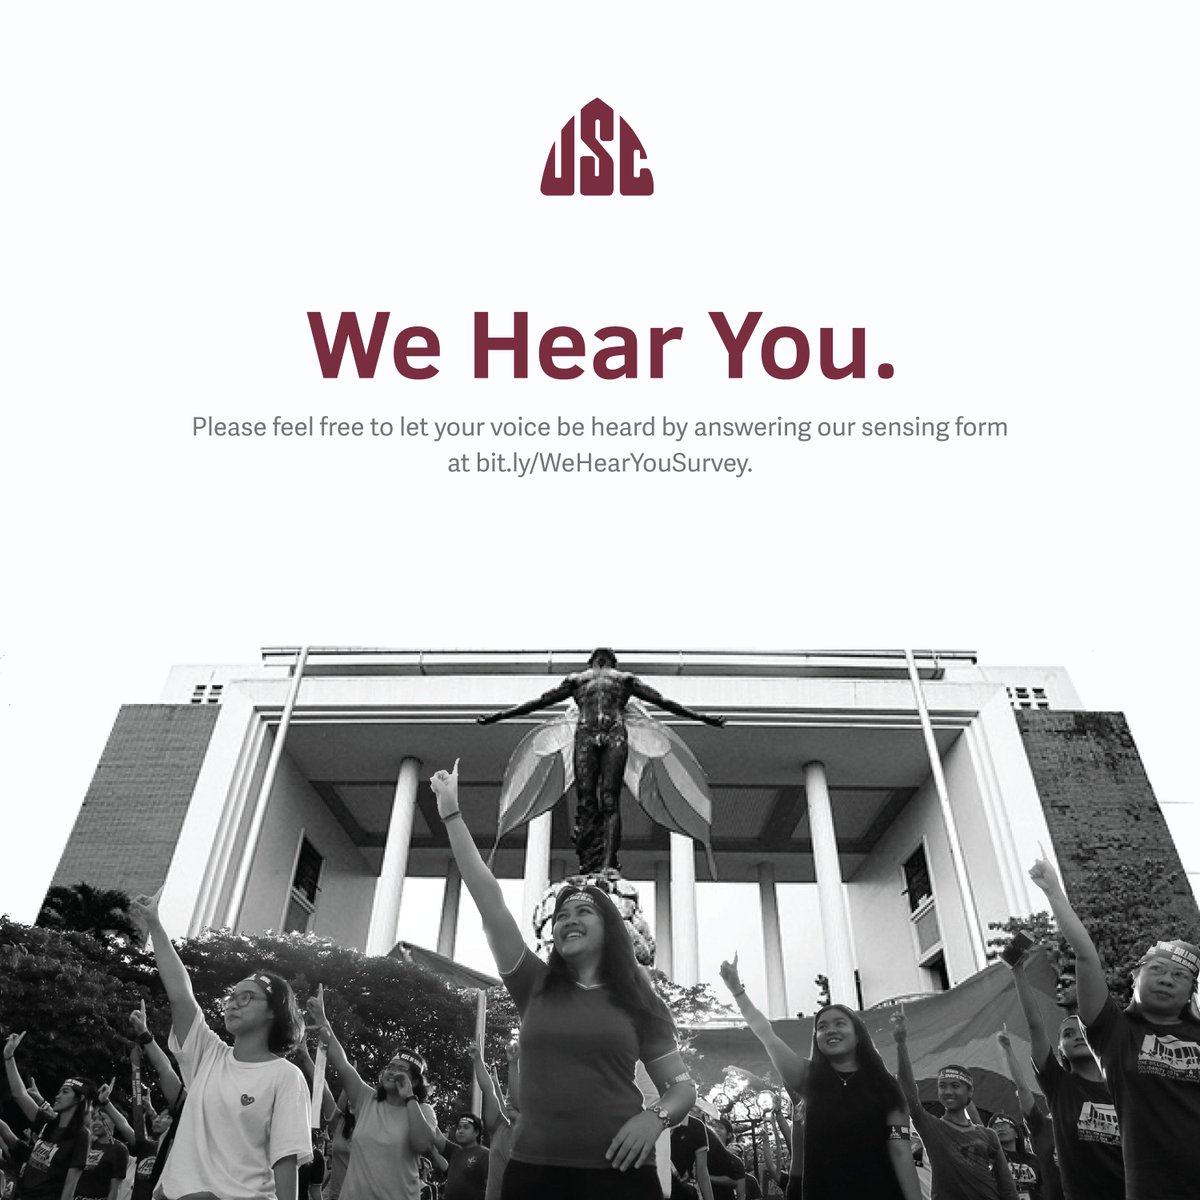 USC
We Hear You.
Please feel free to let your voice be heard by answering our sensing form
at bit.ly/WeHearYouSurvey.